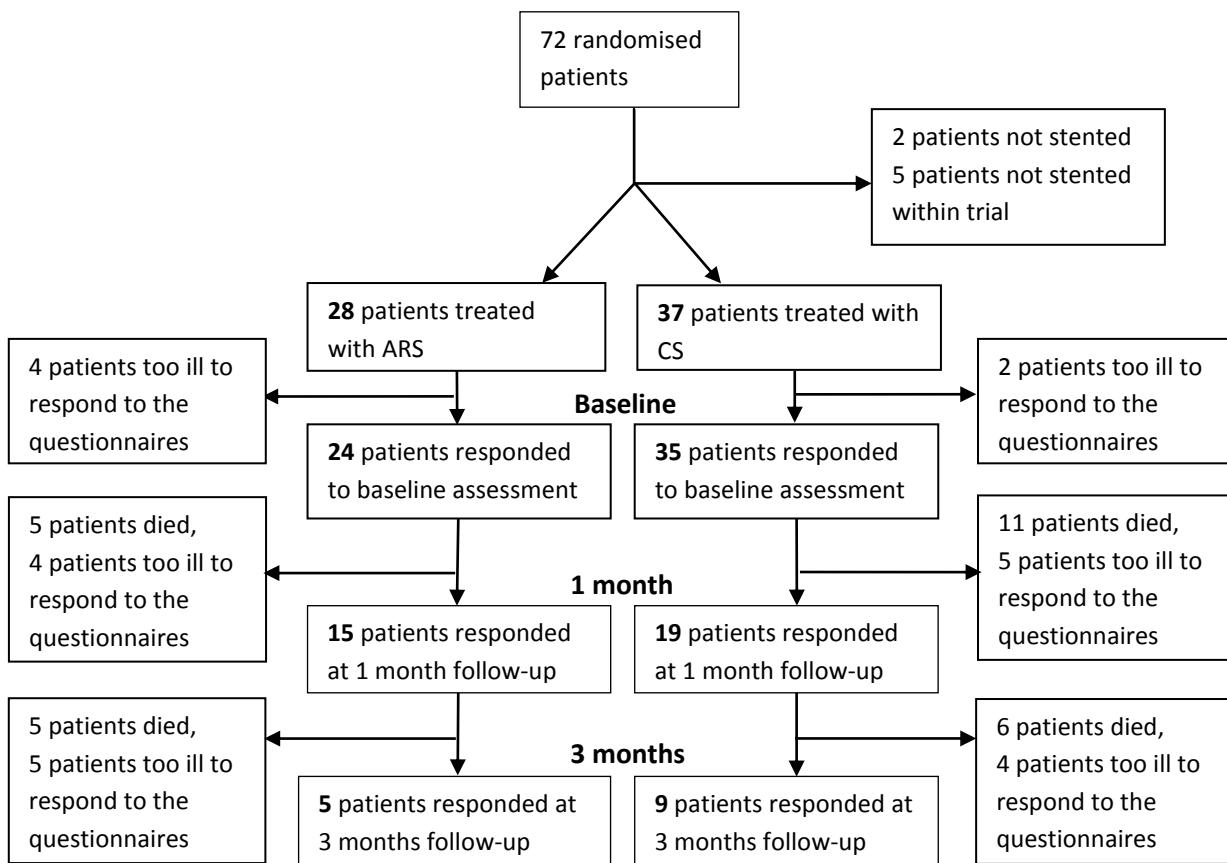 72 randomised
patients
2 patients not stented
5 patients not stented
within trial
28 patients treated
with ARS
37 patients treated with
CS
4 patients too ill to
respond to the
questionnaires
2 patients too ill to
respond to the
questionnaires
Baseline
24 patients responded
to baseline assessment
35 patients responded
to baseline assessment
5 patients died,
4 patients too ill to
respond to the
questionnaires
11 patients died,
5 patients too ill to
respond to the
questionnaires
1 month
15 patients responded
at 1 month follow-up
19 patients responded
at 1 month follow-up
5 patients died,
5 patients too ill to
respond to the
questionnaires
6 patients died,
4 patients too ill to
respond to the
questionnaires
3 months
5 patients responded at
3 months follow-up
9 patients responded at
3 months follow-up